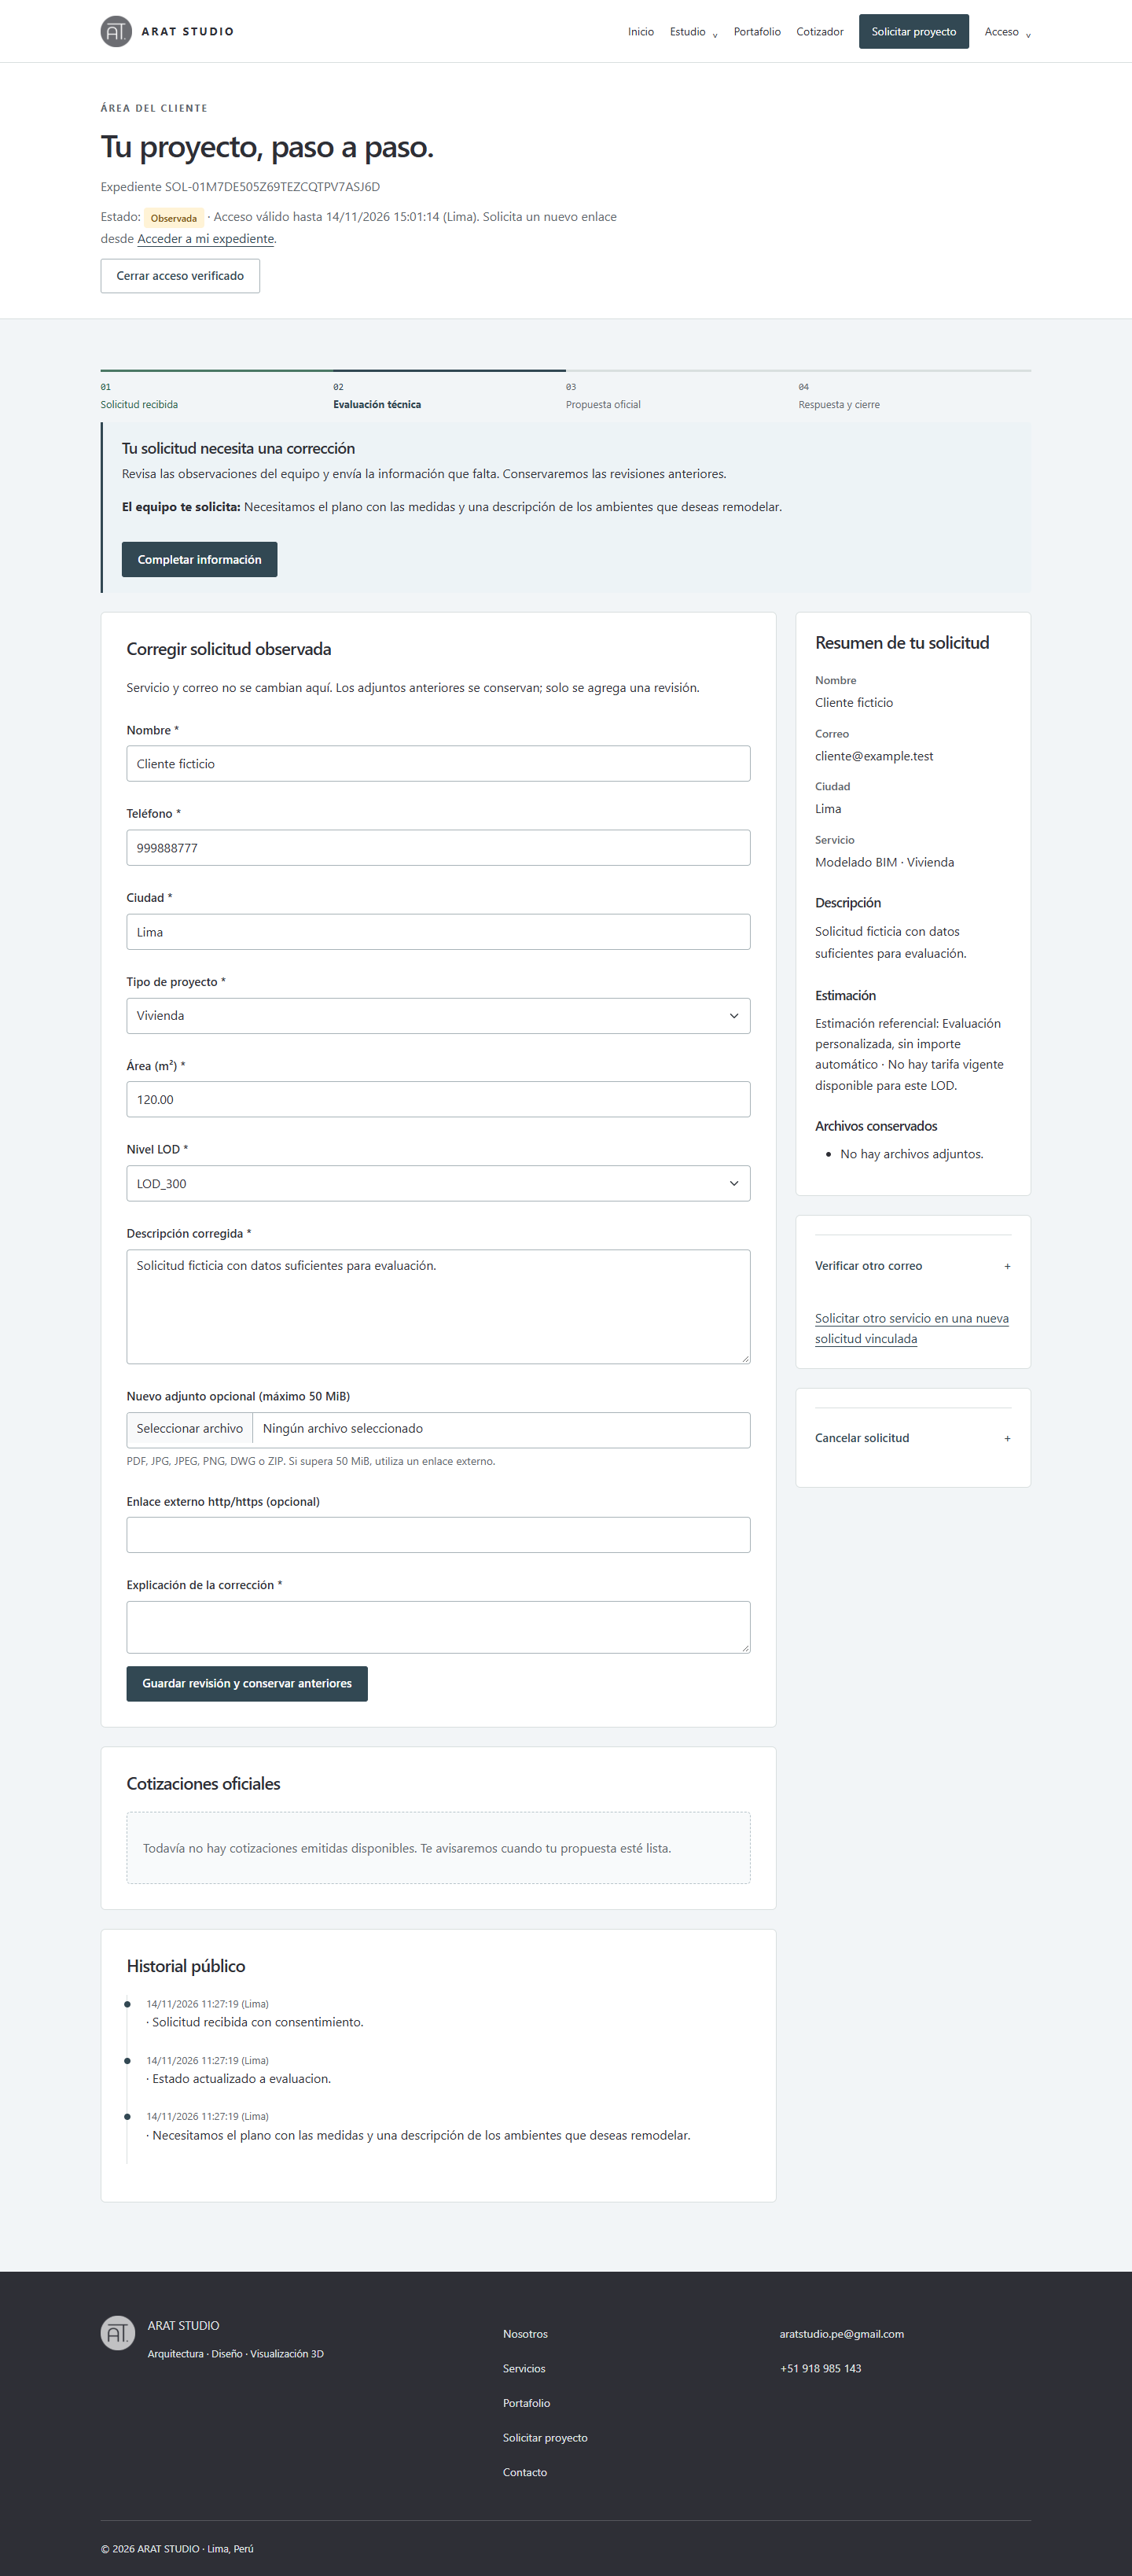 AT.
ARAT STUDIO
Inicio
Estudio v
Portafolio
Cotizador
Solicitar proyecto
Acceso v
ÁREA DEL CLIENTE
Tu proyecto, paso a paso.
Expediente SOL-01M7DE505Z69TEZCQTPV7ASJ6D
Estado: Observada · Acceso válido hasta 14/11/2026 15:01:14 (Lima). Solicita un nuevo enlace
desde Acceder a mi expediente.
Cerrar acceso verificado
01
Solicitud recibida
02
Evaluación técnica
03
Propuesta oficial
04
Respuesta y cierre
Tu solicitud necesita una corrección
Revisa las observaciones del equipo y envía la información que falta. Conservaremos las revisiones anteriores.
El equipo te solicita: Necesitamos el plano con las medidas y una descripción de los ambientes que deseas remodelar.
Completar información
Corregir solicitud observada
Servicio y correo no se cambian aquí. Los adjuntos anteriores se conservan; solo se agrega una revisión.
Nombre *
Cliente ficticio
Teléfono *
999888777
Ciudad *
Lima
Tipo de proyecto *
Vivienda
Área (m²) *
120.00
Nivel LOD *
LOD_300
Descripción corregida *
Solicitud ficticia con datos suficientes para evaluación.
Nuevo adjunto opcional (máximo 50 MiB)
Seleccionar archivo
Ningún archivo seleccionado
PDF, JPG, JPEG, PNG, DWG o ZIP. Si supera 50 MiB, utiliza un enlace externo.
Enlace externo http/https (opcional)
Explicación de la corrección *
Guardar revisión y conservar anteriores
Resumen de tu solicitud
Nombre
Cliente ficticio
Correo
cliente@example.test
Ciudad
Lima
Servicio
Modelado BIM · Vivienda
Descripción
Solicitud ficticia con datos
suficientes para evaluación.
Estimación
Estimación referencial: Evaluación
personalizada, sin importe
automático · No hay tarifa vigente
disponible para este LOD.
Archivos conservados
• No hay archivos adjuntos.
Verificar otro correo +
Solicitar otro servicio en una nueva
solicitud vinculada
Cancelar solicitud +
Cotizaciones oficiales
Todavía no hay cotizaciones emitidas disponibles. Te avisaremos cuando tu propuesta esté lista.
Historial público
14/11/2026 11:27:19 (Lima)
· Solicitud recibida con consentimiento.
14/11/2026 11:27:19 (Lima)
· Estado actualizado a evaluacion.
14/11/2026 11:27:19 (Lima)
· Necesitamos el plano con las medidas y una descripción de los ambientes que deseas remodelar.
AT.
ARAT STUDIO
Arquitectura · Diseño · Visualización 3D
Nosotros
Servicios
Portafolio
Solicitar proyecto
Contacto
aratstudio.pe@gmail.com
+51 918 985 143
© 2026 ARAT STUDIO · Lima, Perú